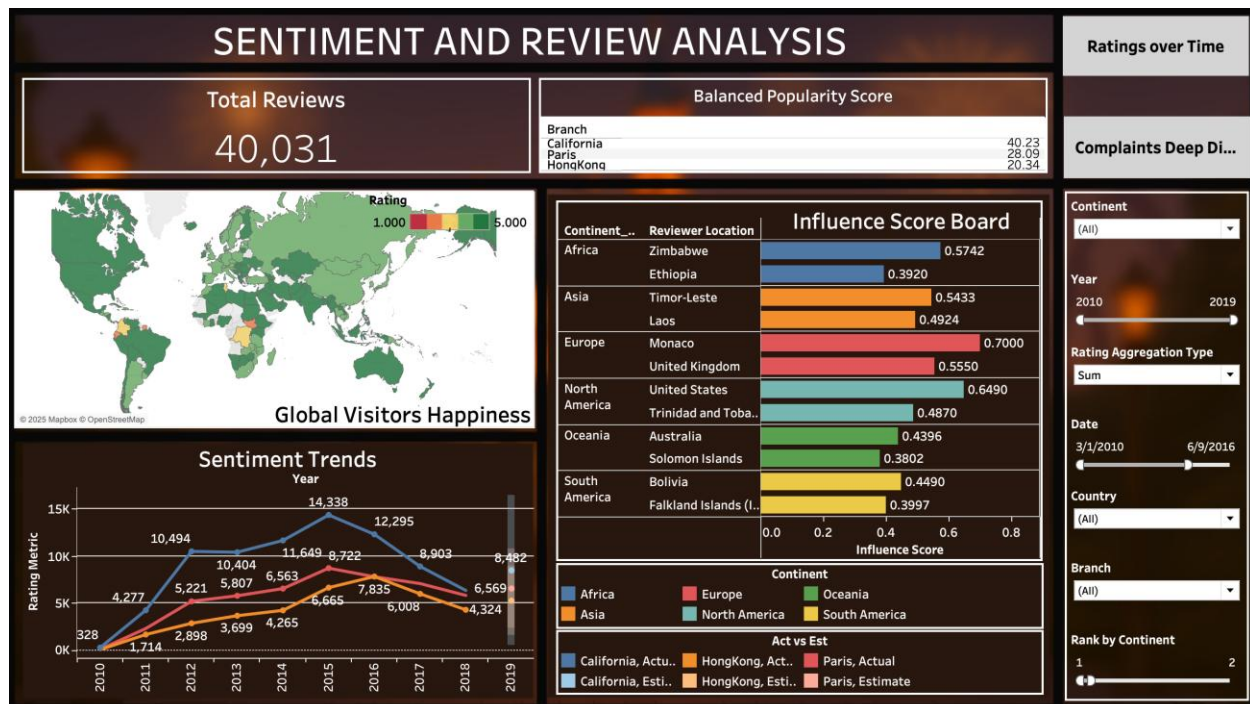 SENTIMENT AND REVIEW ANALYSIS
Ratings over Time
Total Reviews
40,031
Balanced Popularity Score
Branch
California 40.23
Paris 28.09
HongKong 20.34
Complaints Deep Di...
Rating
1.000 5.000
© 2025 Mapbox © OpenStreetMap
Global Visitors Happiness
Influence Score Board
Continent_.. Reviewer Location
Africa Zimbabwe 0.5742
Ethiopia 0.3920
Asia Timor-Leste 0.5433
Laos 0.4924
Europe Monaco 0.7000
United Kingdom 0.5550
North America United States 0.6490
Trinidad and Toba.. 0.4870
Oceania Australia 0.4396
Solomon Islands 0.3802
South America Bolivia 0.4490
Falkland Islands (I.. 0.3997
0.0 0.2 0.4 0.6 0.8
Influence Score
Continent
Africa Europe Oceania
Asia North America South America
Act vs Est
California, Actu.. HongKong, Act.. Paris, Actual
California, Esti.. HongKong, Esti.. Paris, Estimate
Sentiment Trends
Year
Rating Metric
15K
10K
5K
0K
14,338
12,295
10,494
10,404
11,649
8,722
8,903
8,482
4,277
5,221
5,807
6,563
6,665
7,835
6,008
6,569
4,324
328
1,714
2,898
3,699
4,265
2010 2011 2012 2013 2014 2015 2016 2017 2018 2019
Continent
(All)
Year
2010 2019
Rating Aggregation Type
Sum
Date
3/1/2010 6/9/2016
Country
(All)
Branch
(All)
Rank by Continent
1 2